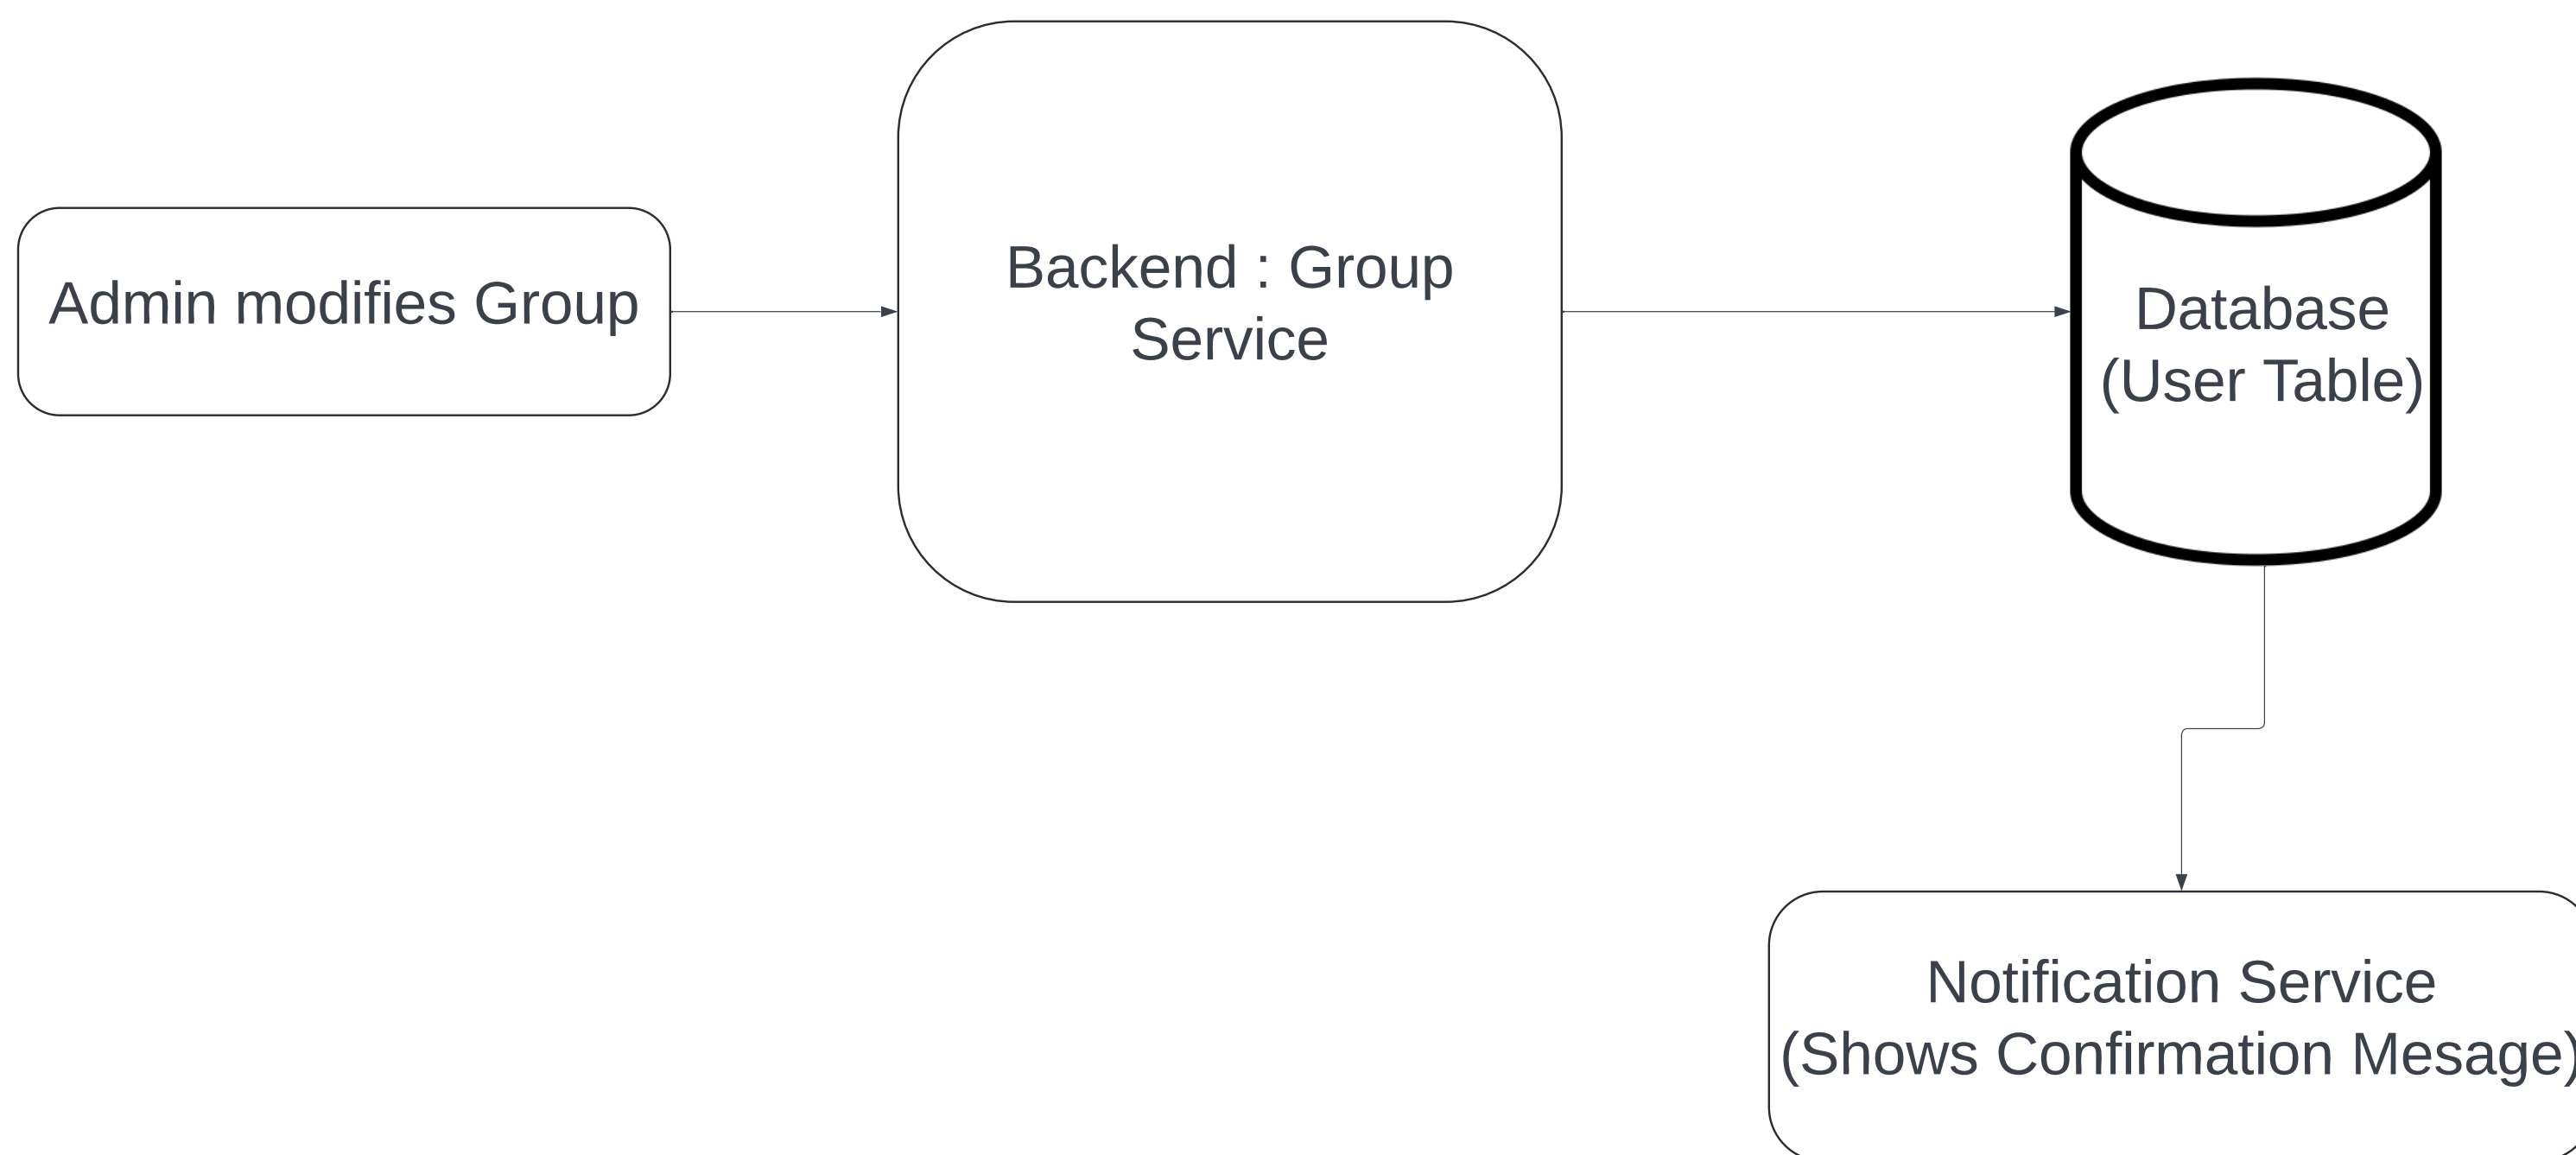 Admin modifies Group
Backend : Group
Service
Database
(User Table)
Notification Service
(Shows Confirmation Mesage)